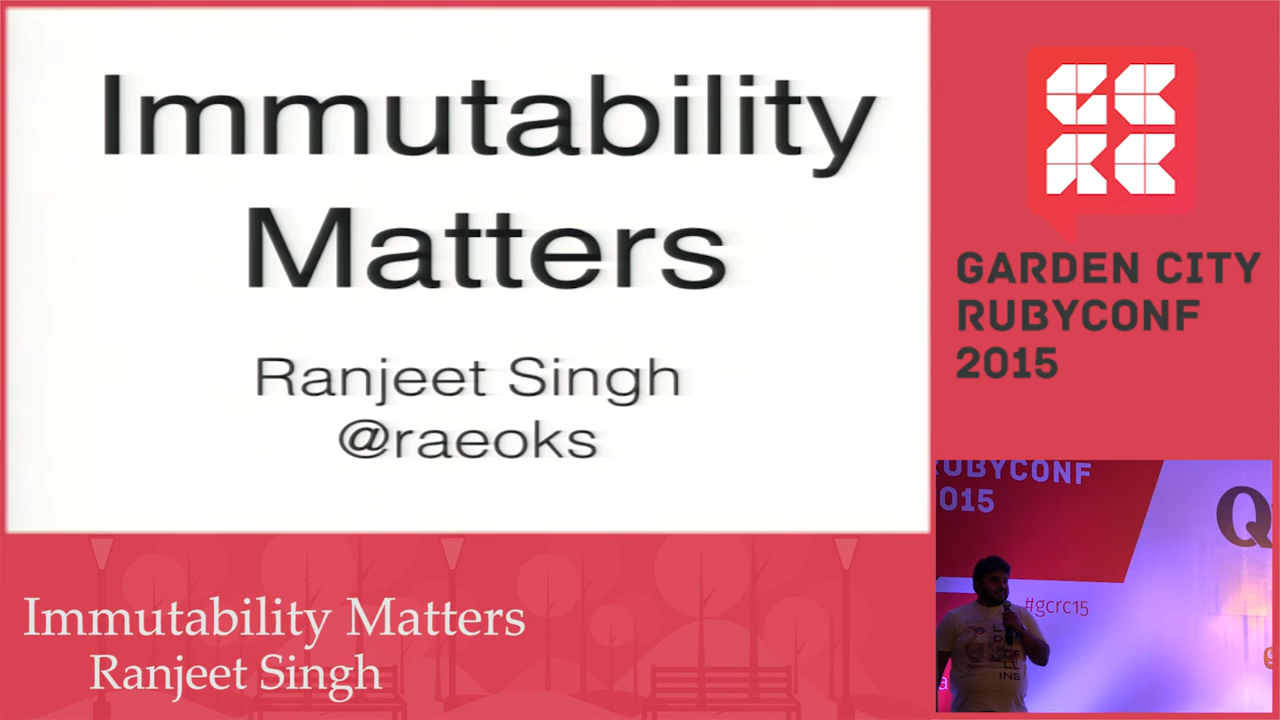 Immutability
Matters
Ranjeet Singh
@raeoks
GARDEN CITY
RUBYCONF
2015
RUBYCONF
2015
Q
#gcrc15
Immutability Matters
Ranjeet Singh